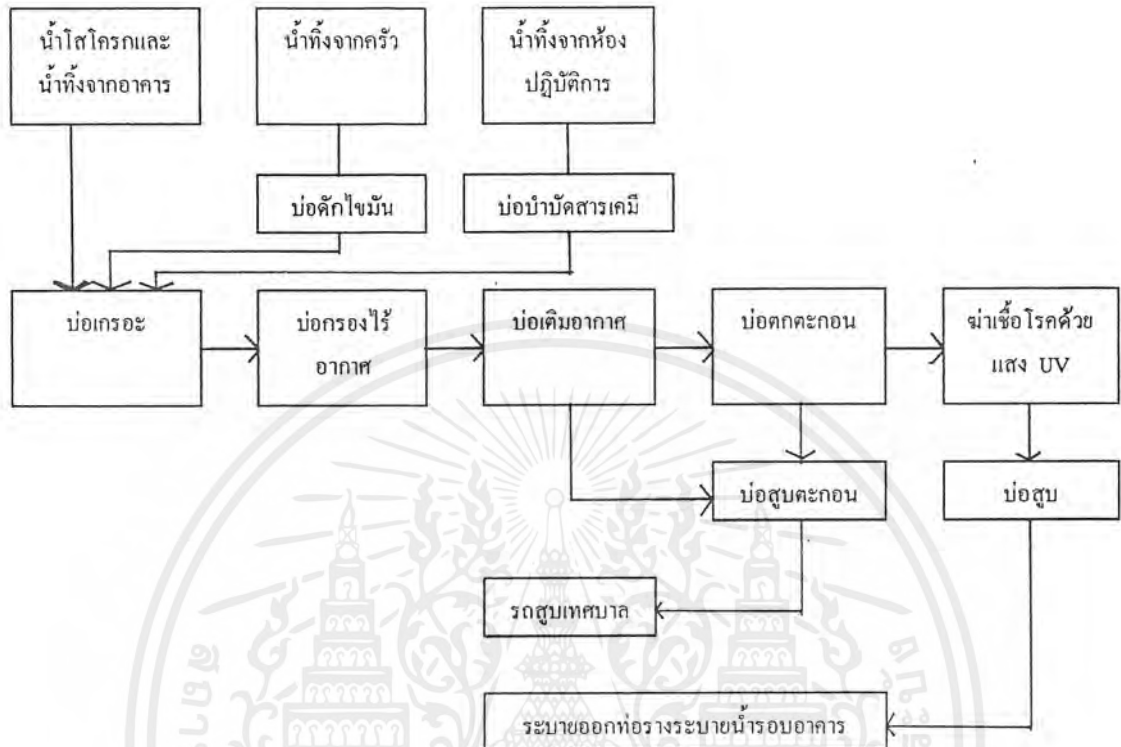 น้ำโสโครกและ
น้ำทิ้งจากอาคาร
น้ำทิ้งจากครัว
น้ำทิ้งจากห้อง
ปฏิบัติการ
บ่อดักไขมัน
บ่อบำบัดสารเคมี
บ่อเกรอะ
บ่อกรองไร้
อากาศ
บ่อเติมอากาศ
บ่อตกตะกอน
ฆ่าเชื้อโรคด้วย
แสง UV
บ่อสูบตะกอน
บ่อสูบ
รถสูบเทศบาล
ระบายออกท่อรางระบายน้ำรอบอาคาร